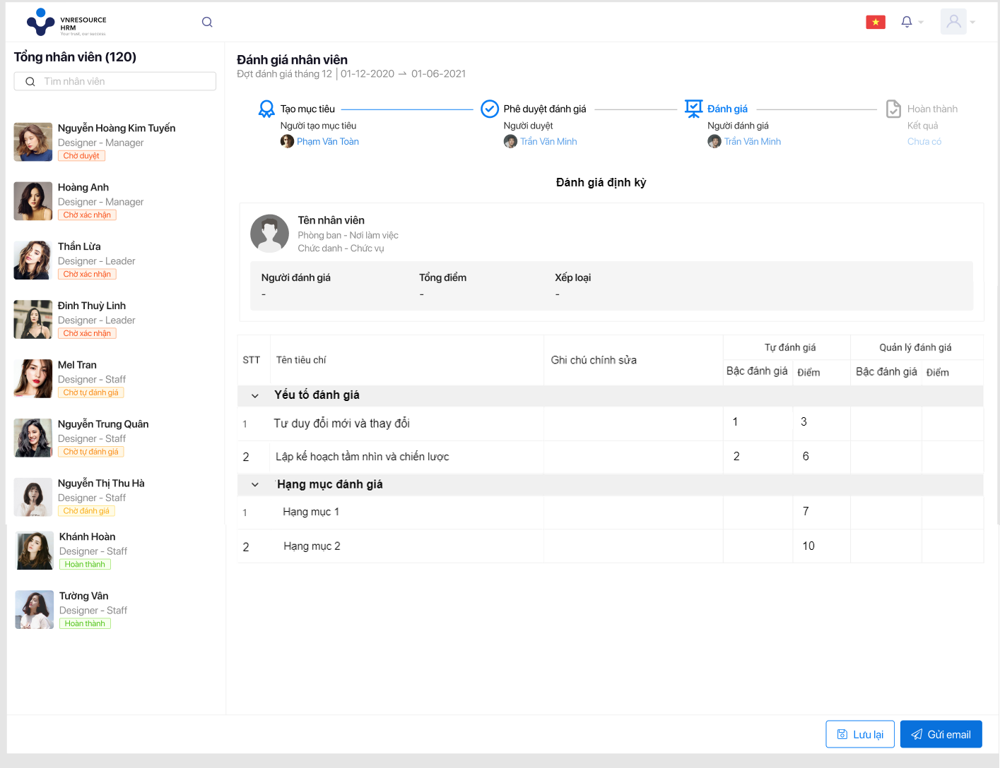 VNRESOURCE
HRM
Your trust, our success.
Tổng nhân viên (120)
Tìm nhân viên
Nguyễn Hoàng Kim Tuyến
Designer - Manager
Chờ duyệt
Hoàng Anh
Designer - Manager
Chờ xác nhận
Thần Lừa
Designer - Leader
Chờ xác nhận
Đinh Thuỳ Linh
Designer - Leader
Chờ xác nhận
Mel Tran
Designer - Staff
Chờ tự đánh giá
Nguyễn Trung Quân
Designer - Staff
Chờ tự đánh giá
Nguyễn Thị Thu Hà
Designer - Staff
Chờ đánh giá
Khánh Hoàn
Designer - Staff
Hoàn thành
Tường Vân
Designer - Staff
Hoàn thành
Đánh giá nhân viên
Đợt đánh giá tháng 12 | 01-12-2020 → 01-06-2021
Tạo mục tiêu
Người tạo mục tiêu
Phạm Văn Toàn
Phê duyệt đánh giá
Người duyệt
Trần Văn Minh
Đánh giá
Người đánh giá
Trần Văn Minh
Hoàn thành
Kết quả
Chưa có
Đánh giá định kỳ
Tên nhân viên
Phòng ban - Nơi làm việc
Chức danh - Chức vụ
Người đánh giá Tổng điểm Xếp loại
- - -
STT Tên tiêu chí Ghi chú chính sửa Tự đánh giá Quản lý đánh giá
Bậc đánh giá Điểm Bậc đánh giá Điểm
Yếu tố đánh giá
1 Tư duy đổi mới và thay đổi 1 3
2 Lập kế hoạch tầm nhìn và chiến lược 2 6
Hạng mục đánh giá
1 Hạng mục 1 7
2 Hạng mục 2 10
Lưu lại
Gửi email